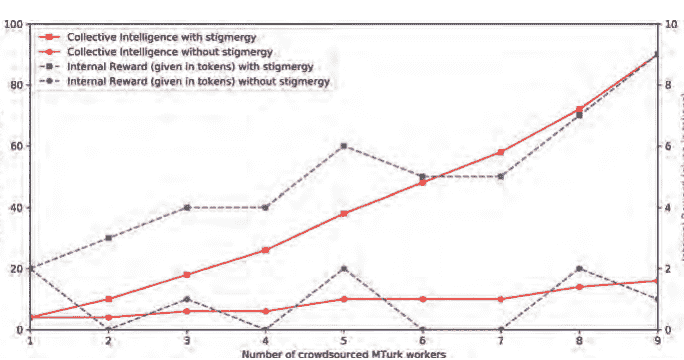 100
80
60
40
20
0
Collective Intelligence with stigmergy
Collective Intelligence without stigmergy
Internal Reward (given in tokens) with stigmergy
Internal Reward (given in tokens) without stigmergy
10
8
6
4
2
0
1 2 3 4 5 6 7 8 9
Number of crowdsourced MTurk workers